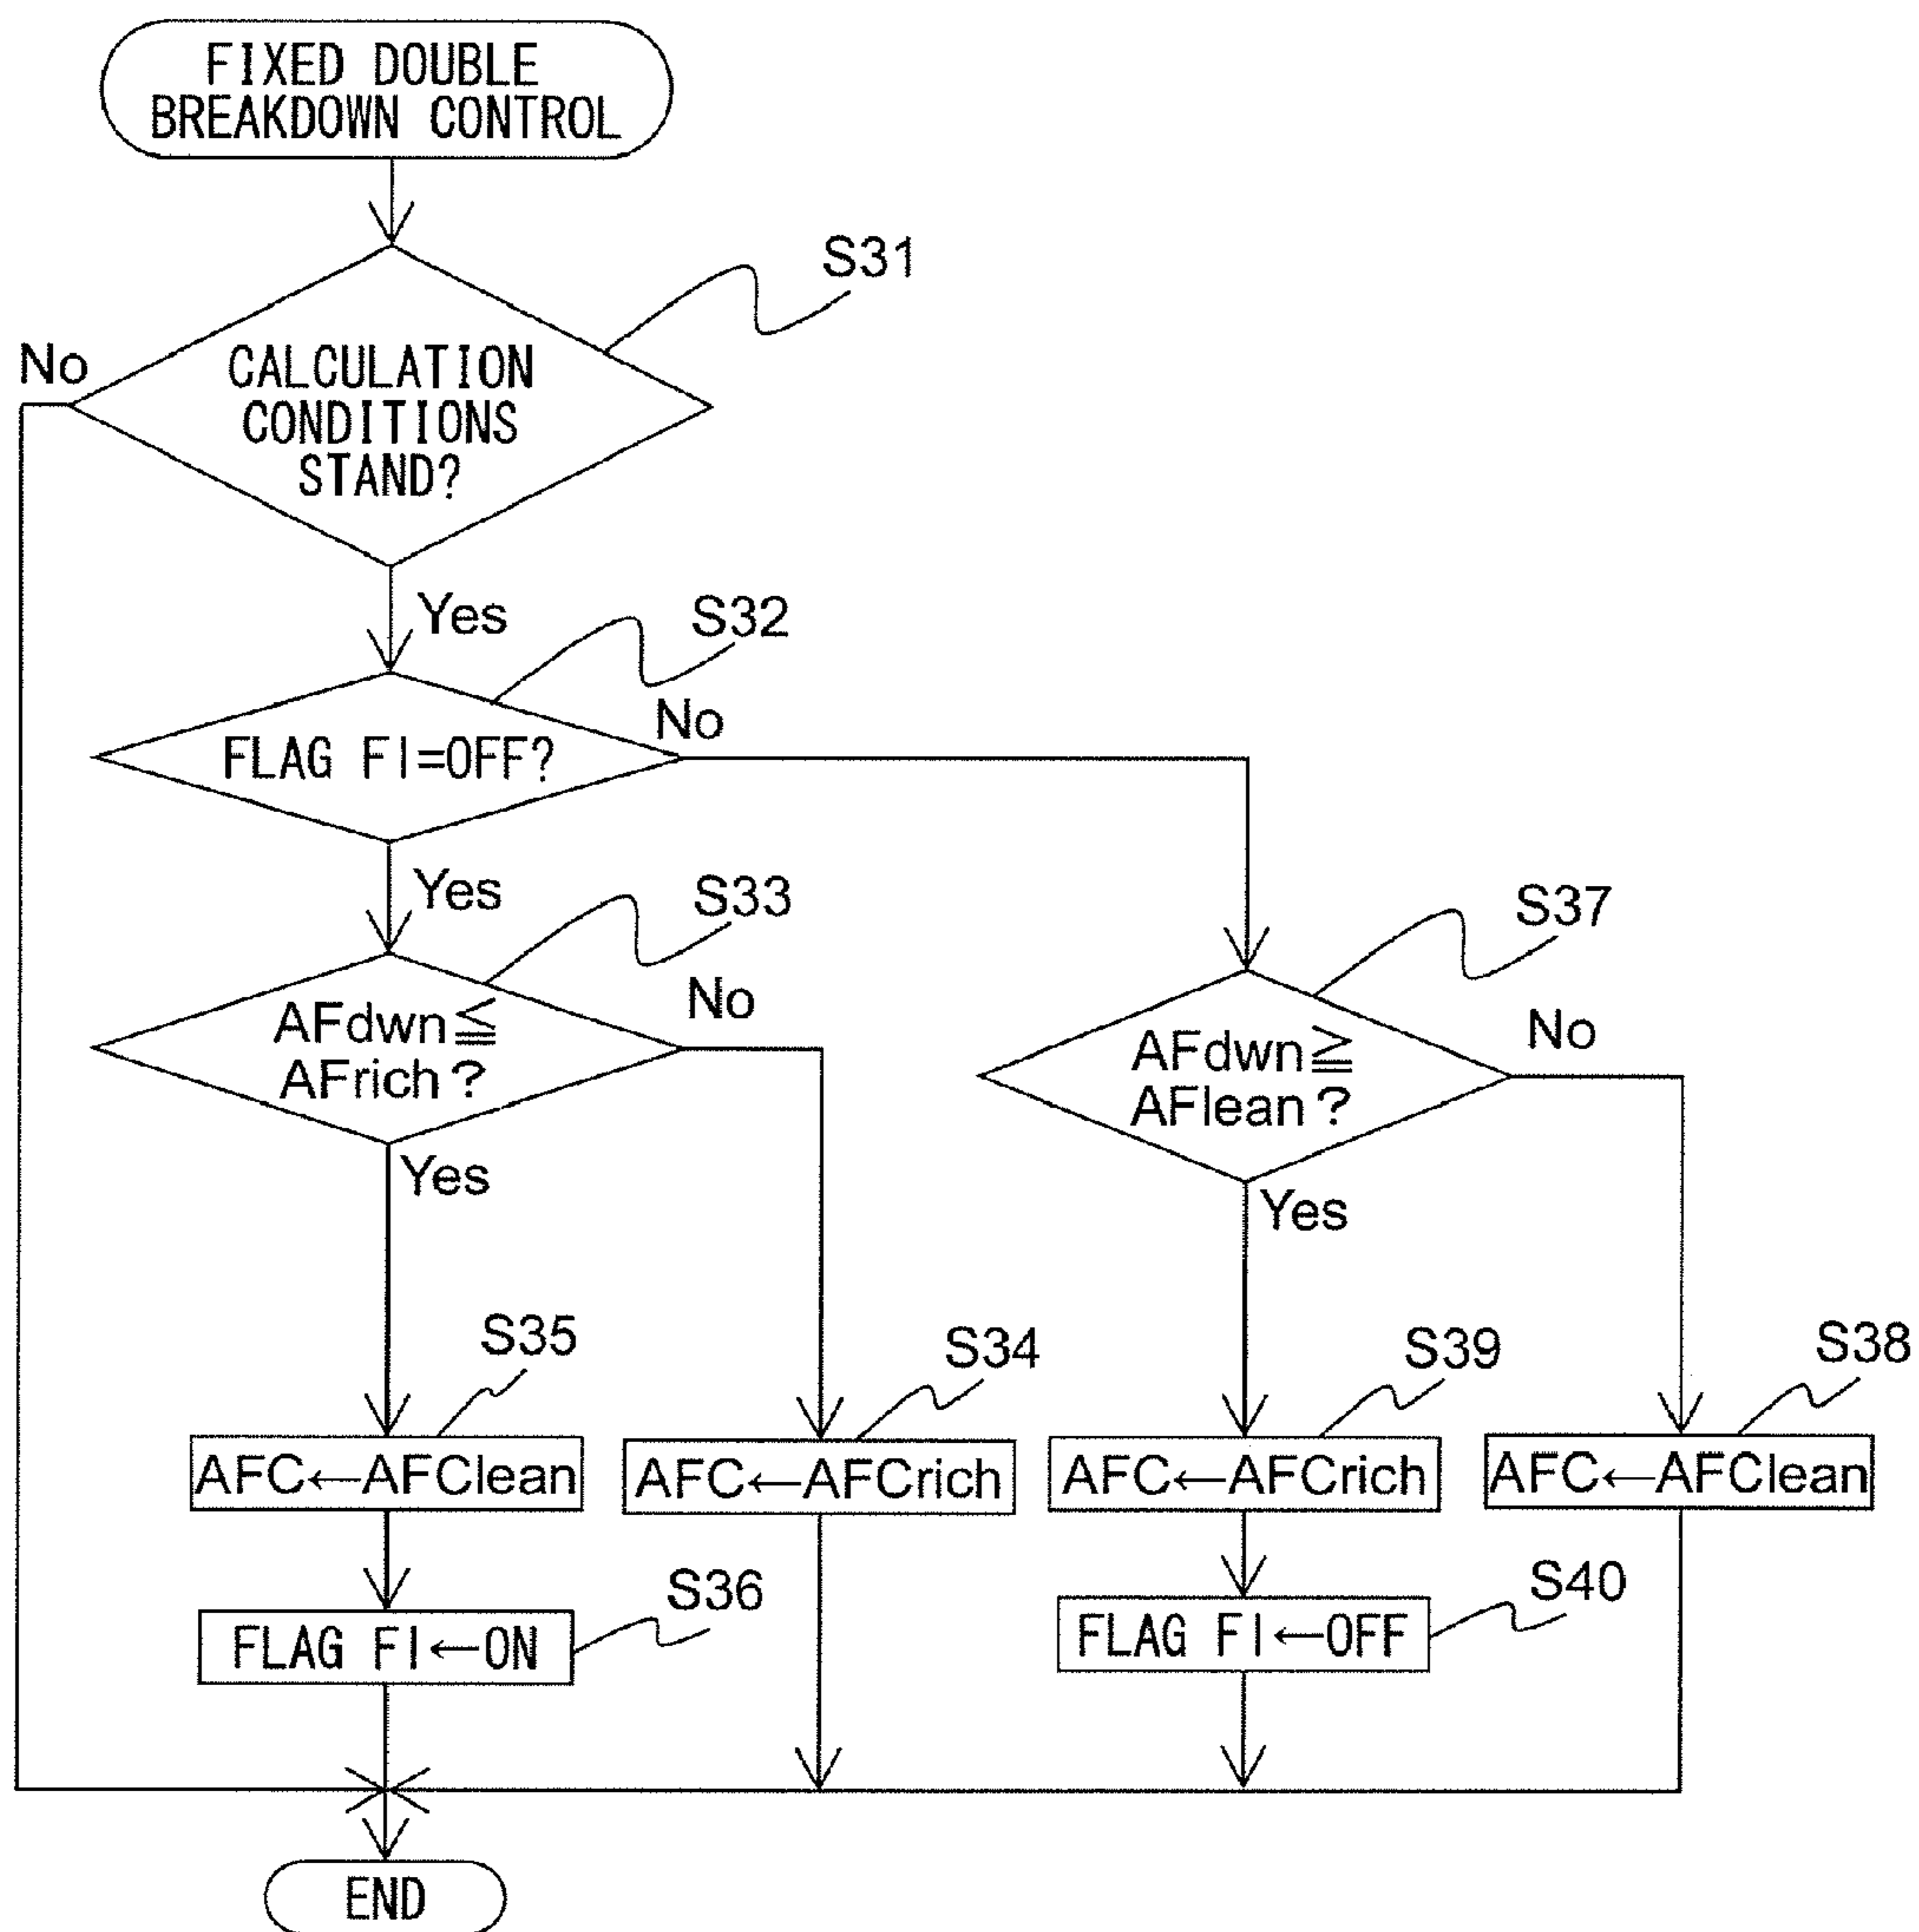 FIXED DOUBLE
BREAKDOWN CONTROL
S31
No
CALCULATION
CONDITIONS
STAND?
Yes
S32
No
FLAG FI=OFF?
Yes
S33
S37
No
AFdwn≦
AFrich?
No
AFdwn≧
AFlean?
Yes
Yes
S35
S34
S39
S38
AFC←AFClean
AFC←AFCrich
AFC←AFCrich
AFC←AFClean
S36
S40
FLAG FI←ON
FLAG FI←OFF
END